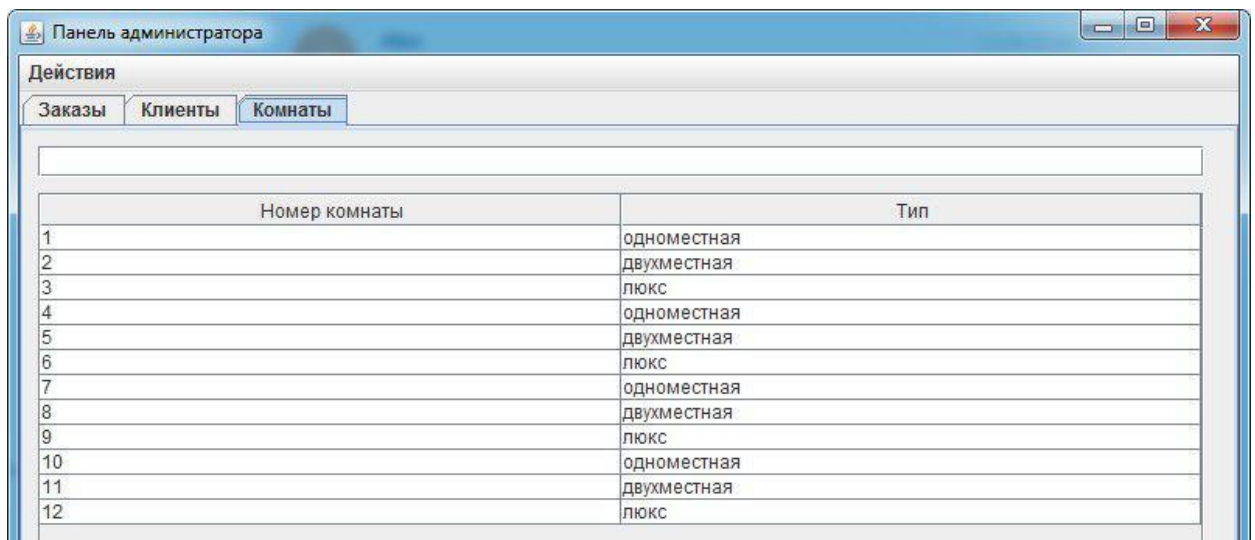 Панель администратора
Действия
Заказы Клиенты Комнаты
Номер комнаты Тип
1 одноместная
2 двухместная
3 люкс
4 одноместная
5 двухместная
6 люкс
7 одноместная
8 двухместная
9 люкс
10 одноместная
11 двухместная
12 люкс